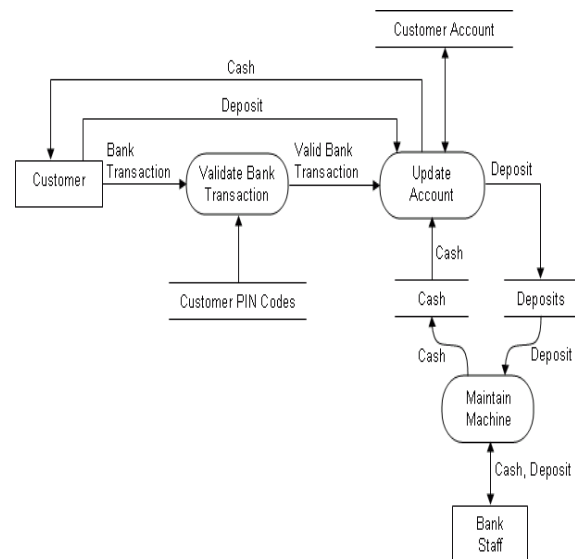 Customer Account
Cash
Deposit
Bank
Transaction
Valid Bank
Transaction
Customer
Validate Bank
Transaction
Update
Account
Deposit
Cash
Customer PIN Codes
Cash
Deposits
Cash
Deposit
Maintain
Machine
Cash, Deposit
Bank
Staff